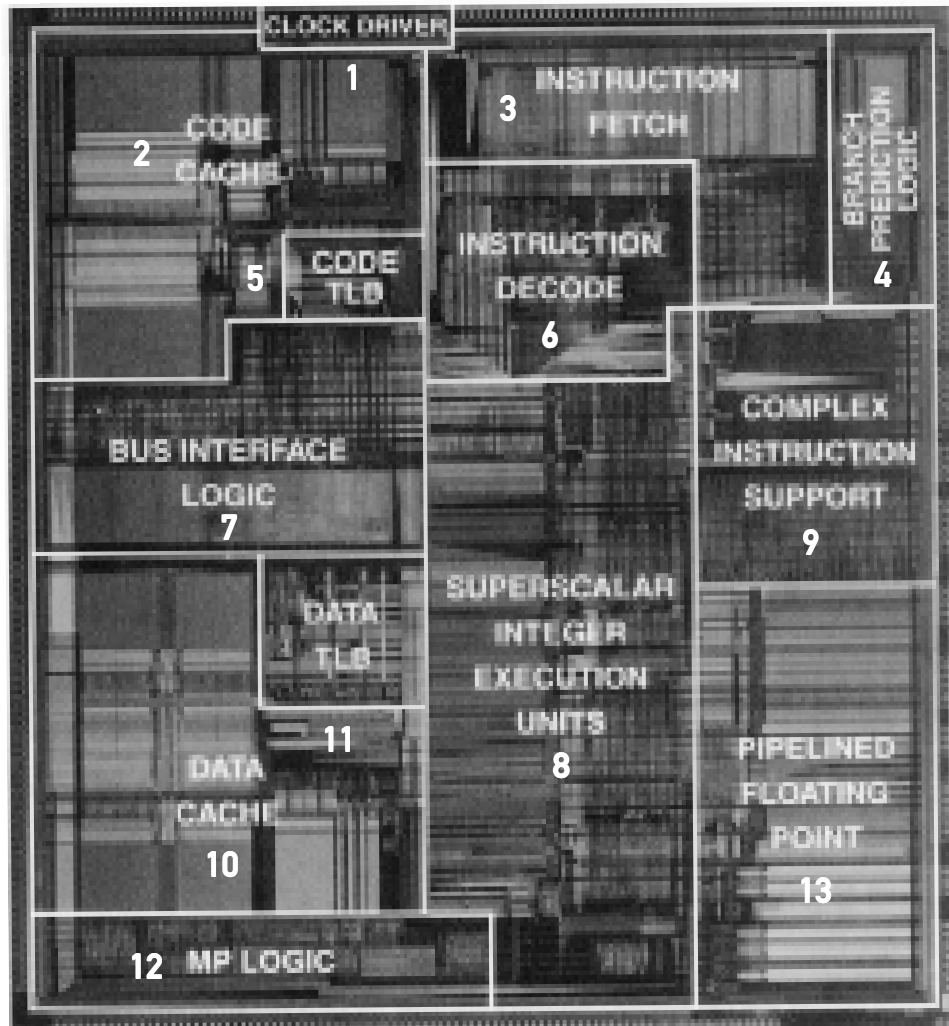 CLOCK DRIVER
1
2
CODE
CACHE
3
INSTRUCTION
FETCH
BRANCH
PREDICTION
LOGIC
4
5
CODE
TLB
INSTRUCTION
DECODE
6
BUS INTERFACE
LOGIC
7
COMPLEX
INSTRUCTION
SUPPORT
9
DATA
TLB
SUPERSCALAR
INTEGER
EXECUTION
UNITS
8
11
DATA
CACHE
10
PIPELINED
FLOATING
POINT
13
12 MP LOGIC